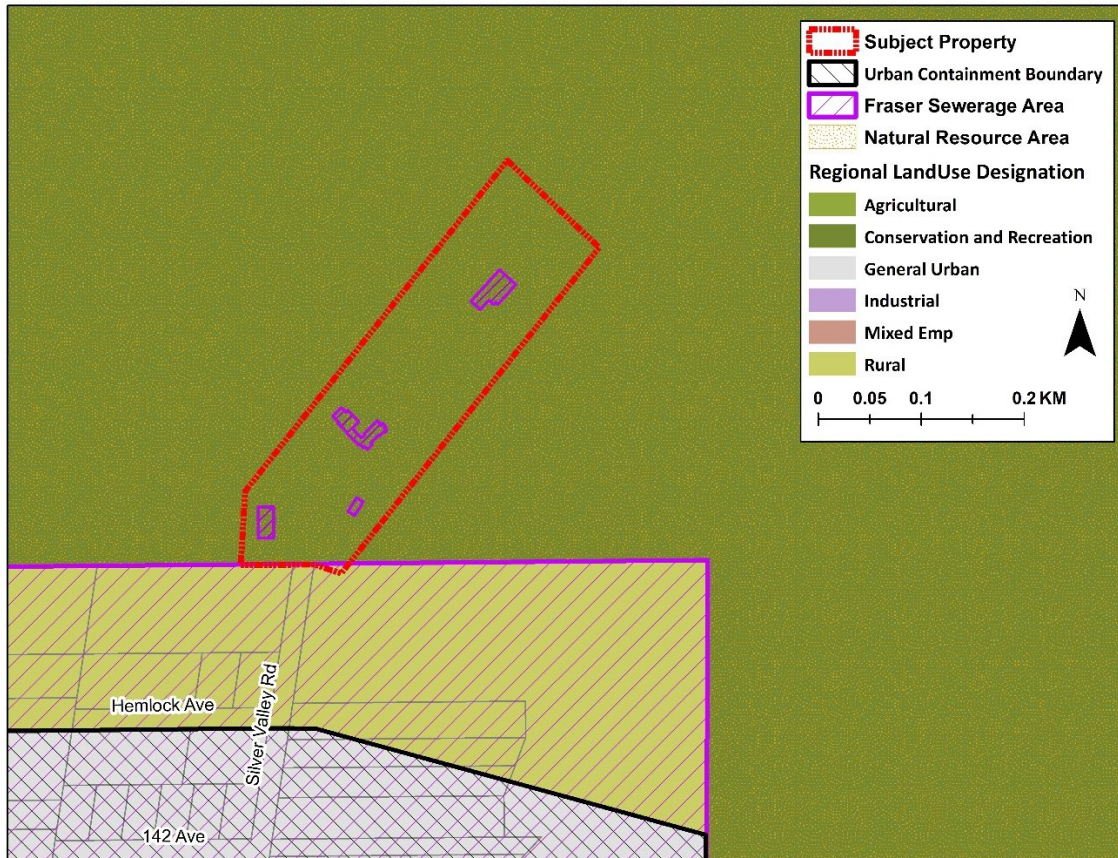 Subject Property
Urban Containment Boundary
Fraser Sewerage Area
Natural Resource Area
Regional LandUse Designation
Agricultural
Conservation and Recreation
General Urban
Industrial
Mixed Emp
Rural
N
0 0.05 0.1 0.2 KM
Hemlock Ave
Silver Valley Rd
142 Ave